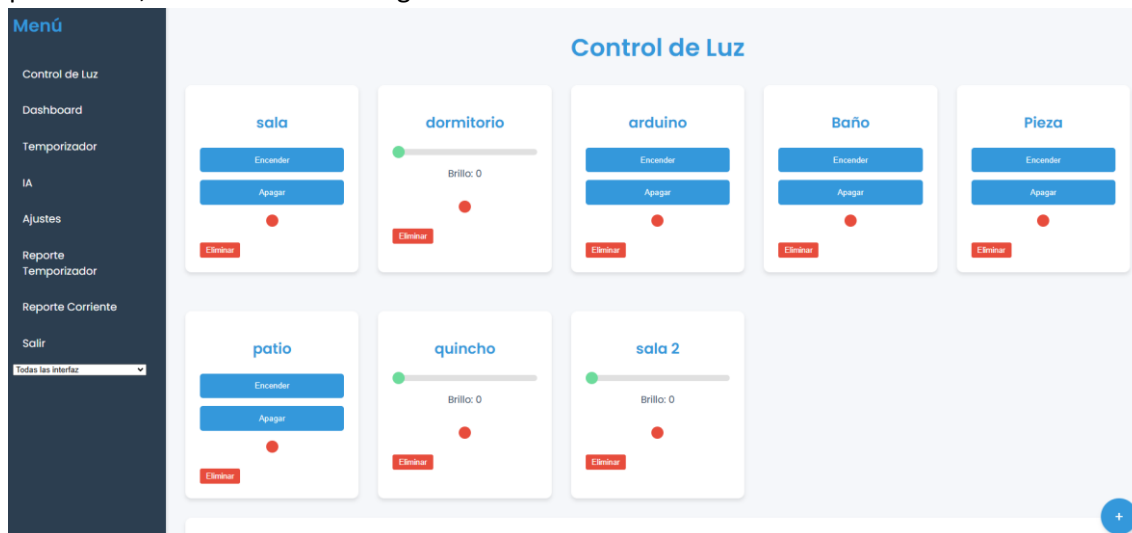 Menú
Control de Luz
Dashboard
Temporizador
IA
Ajustes
Reporte
Temporizador
Reporte Corriente
Salir
Todas las interfaz
Control de Luz
sala
Encender
Apagar
Eliminar
dormitorio
Brillo: 0
Eliminar
arduino
Encender
Apagar
Eliminar
Baño
Encender
Apagar
Eliminar
Pieza
Encender
Apagar
Eliminar
patio
Encender
Apagar
Eliminar
quincho
Brillo: 0
Eliminar
sala 2
Brillo: 0
Eliminar
+